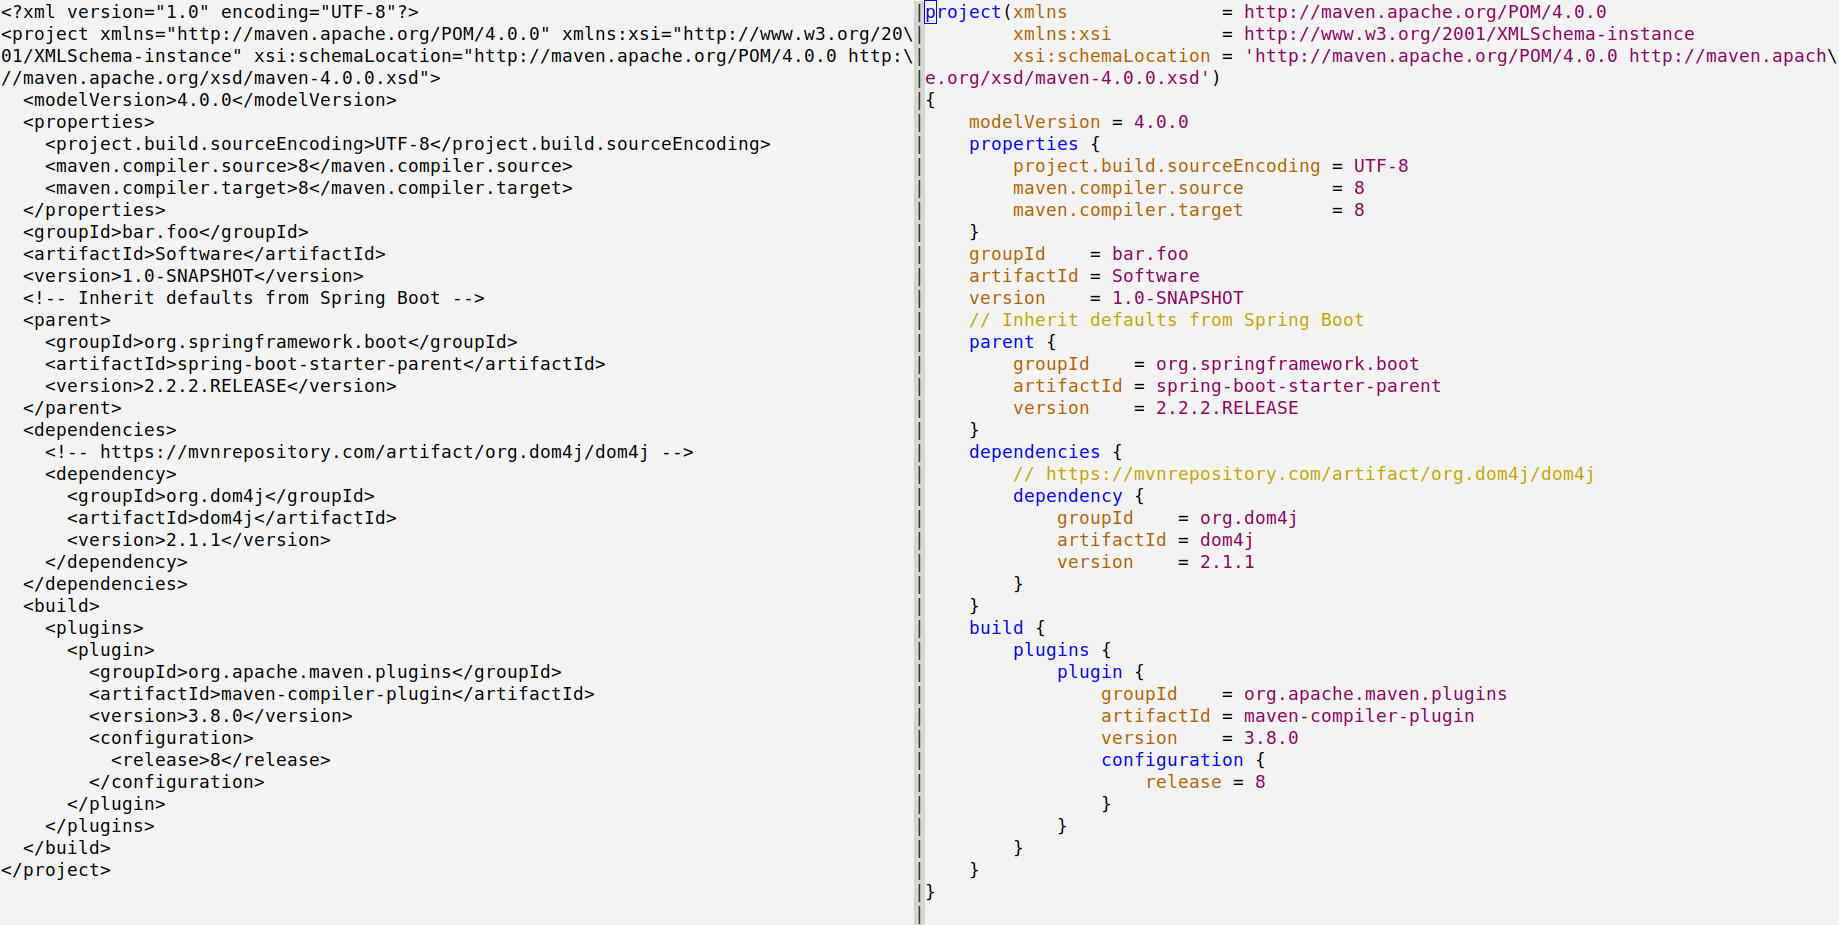 <?xml version="1.0" encoding="UTF-8"?>
<project xmlns="http://maven.apache.org/POM/4.0.0" xmlns:xsi="http://www.w3.org/20\
01/XMLSchema-instance" xsi:schemaLocation="http://maven.apache.org/POM/4.0.0 http:\
//maven.apache.org/xsd/maven-4.0.0.xsd">
  <modelVersion>4.0.0</modelVersion>
  <properties>
    <project.build.sourceEncoding>UTF-8</project.build.sourceEncoding>
    <maven.compiler.source>8</maven.compiler.source>
    <maven.compiler.target>8</maven.compiler.target>
  </properties>
  <groupId>bar.foo</groupId>
  <artifactId>Software</artifactId>
  <version>1.0-SNAPSHOT</version>
  <!-- Inherit defaults from Spring Boot -->
  <parent>
    <groupId>org.springframework.boot</groupId>
    <artifactId>spring-boot-starter-parent</artifactId>
    <version>2.2.2.RELEASE</version>
  </parent>
  <dependencies>
    <!-- https://mvnrepository.com/artifact/org.dom4j/dom4j -->
    <dependency>
      <groupId>org.dom4j</groupId>
      <artifactId>dom4j</artifactId>
      <version>2.1.1</version>
    </dependency>
  </dependencies>
  <build>
    <plugins>
      <plugin>
        <groupId>org.apache.maven.plugins</groupId>
        <artifactId>maven-compiler-plugin</artifactId>
        <version>3.8.0</version>
        <configuration>
          <release>8</release>
        </configuration>
      </plugin>
    </plugins>
  </build>
</project>
project(xmlns              = http://maven.apache.org/POM/4.0.0
        xmlns:xsi          = http://www.w3.org/2001/XMLSchema-instance
        xsi:schemaLocation = 'http://maven.apache.org/POM/4.0.0 http://maven.apach\
e.org/xsd/maven-4.0.0.xsd')
{
    modelVersion = 4.0.0
    properties {
        project.build.sourceEncoding = UTF-8
        maven.compiler.source        = 8
        maven.compiler.target        = 8
    }
    groupId    = bar.foo
    artifactId = Software
    version    = 1.0-SNAPSHOT
    // Inherit defaults from Spring Boot
    parent {
        groupId    = org.springframework.boot
        artifactId = spring-boot-starter-parent
        version    = 2.2.2.RELEASE
    }
    dependencies {
        // https://mvnrepository.com/artifact/org.dom4j/dom4j
        dependency {
            groupId    = org.dom4j
            artifactId = dom4j
            version    = 2.1.1
        }
    }
    build {
        plugins {
            plugin {
                groupId    = org.apache.maven.plugins
                artifactId = maven-compiler-plugin
                version    = 3.8.0
                configuration {
                    release = 8
                }
            }
        }
    }
}